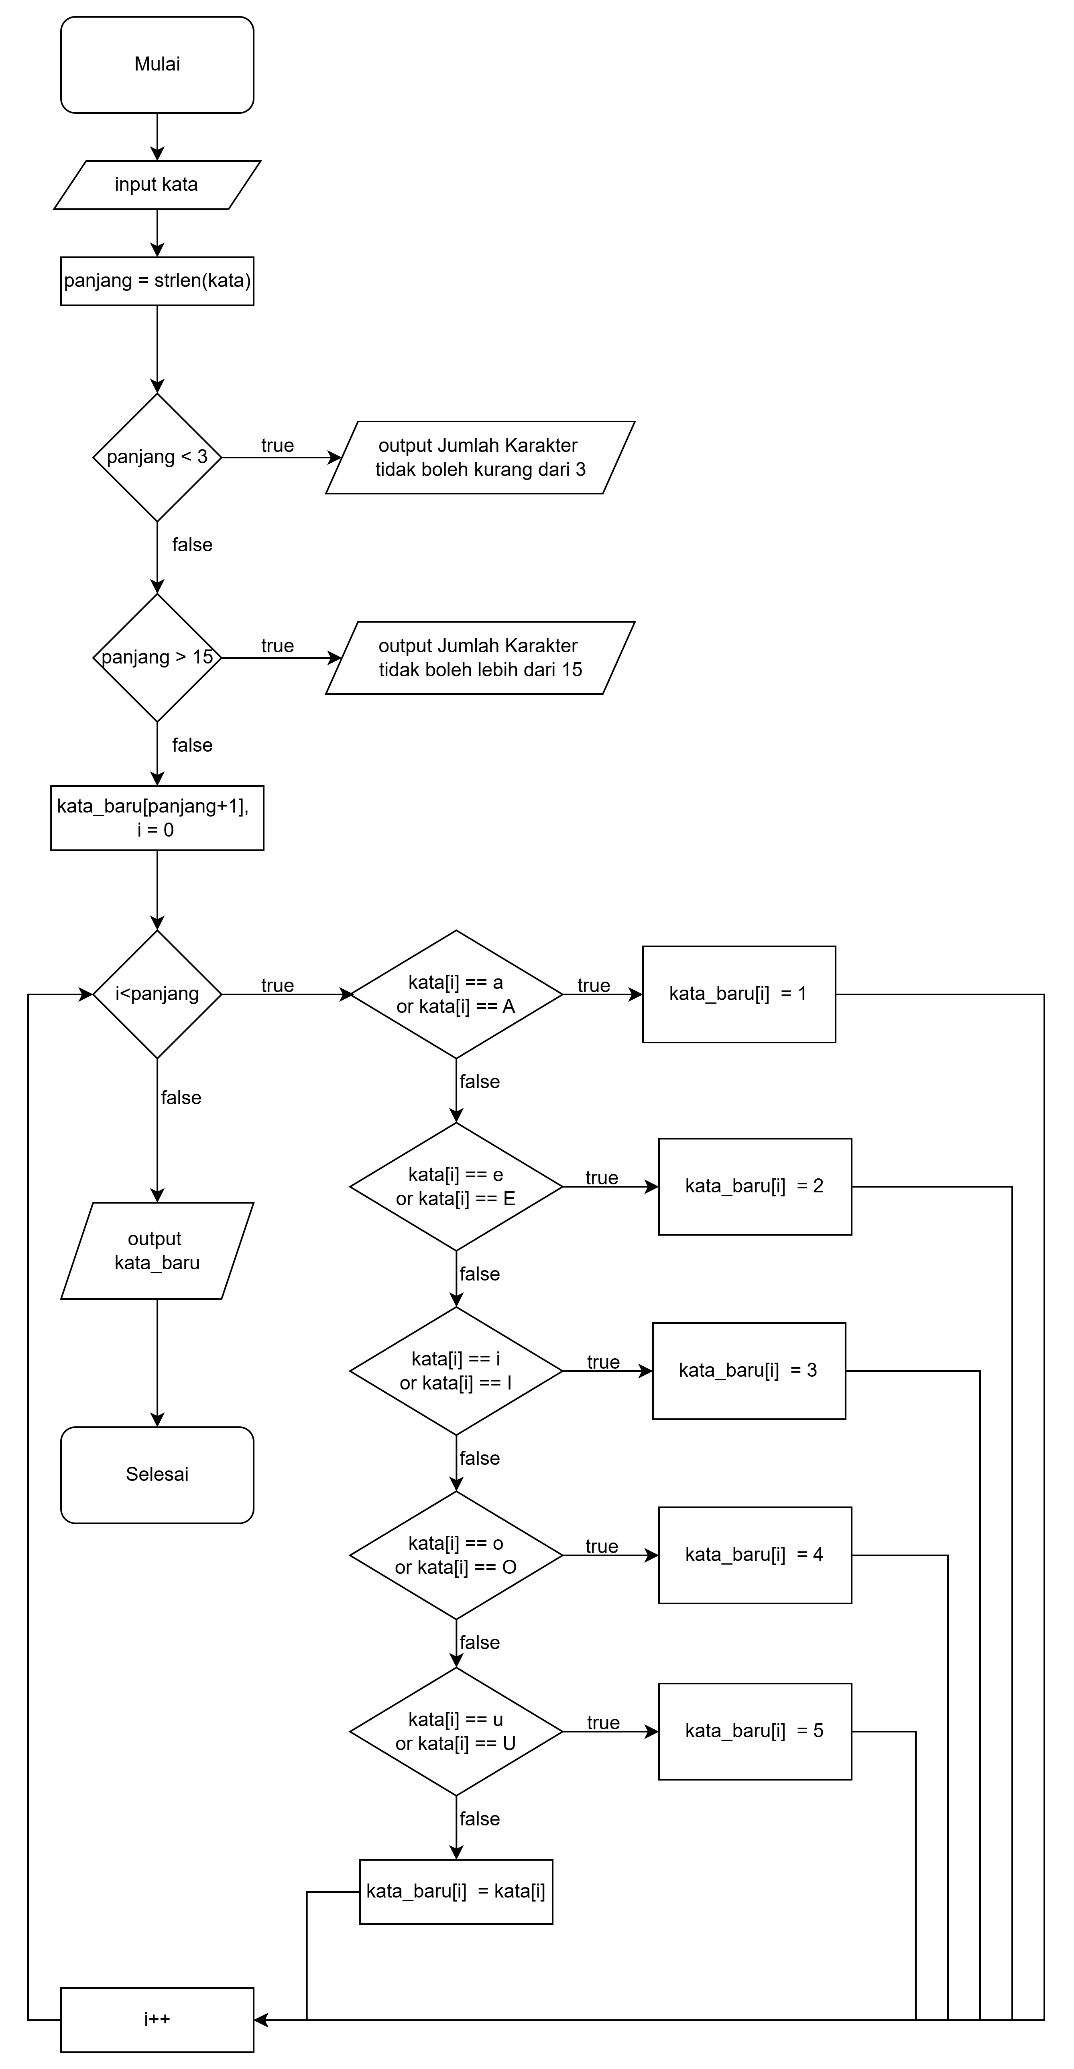 Mulai
input kata
panjang = strlen(kata)
panjang < 3
true
output Jumlah Karakter
tidak boleh kurang dari 3
false
panjang > 15
true
output Jumlah Karakter
tidak boleh lebih dari 15
false
kata_baru[panjang+1],
i = 0
i<panjang
true
kata[i] == a
or kata[i] == A
true
kata_baru[i]  = 1
false
false
kata[i] == e
or kata[i] == E
true
kata_baru[i]  = 2
output
kata_baru
false
kata[i] == i
or kata[i] == I
true
kata_baru[i]  = 3
false
Selesai
kata[i] == o
or kata[i] == O
true
kata_baru[i]  = 4
false
kata[i] == u
or kata[i] == U
true
kata_baru[i]  = 5
false
kata_baru[i]  = kata[i]
i++